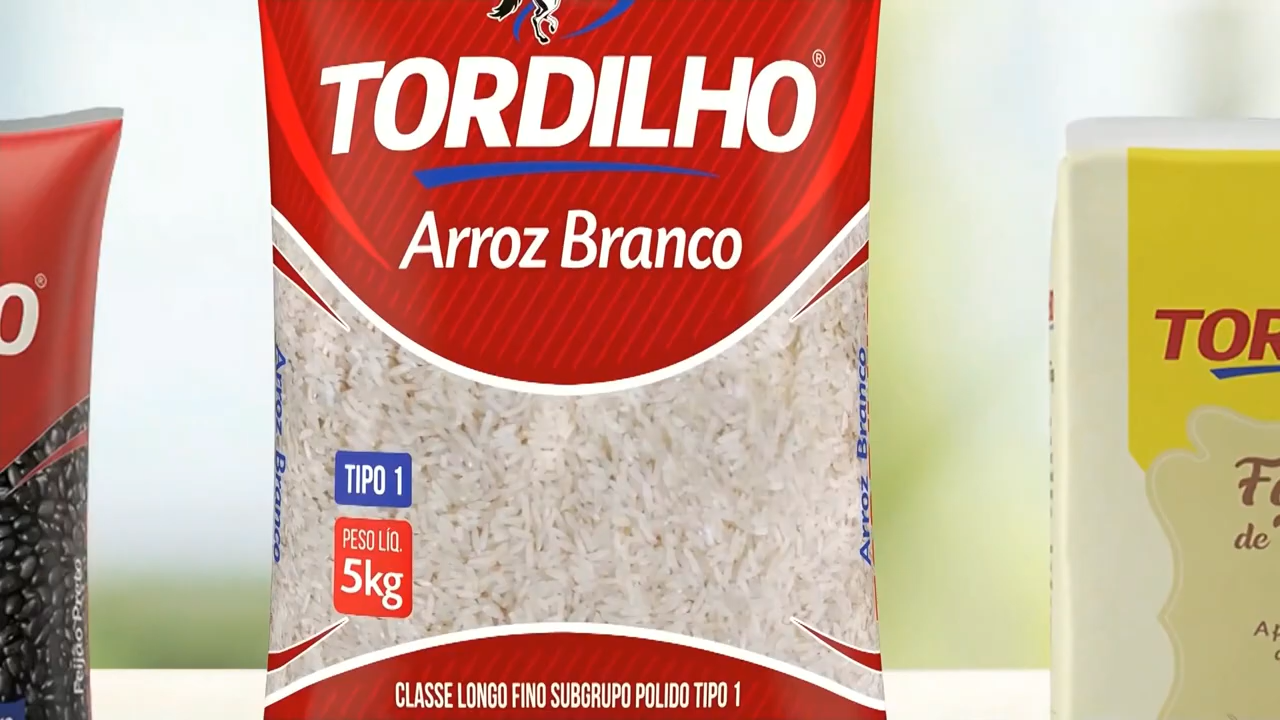 TORDILHO®
Arroz Branco
Arroz Branco
Arroz Branco
TIPO 1
PESO LÍQ.
5kg
CLASSE LONGO FINO SUBGRUPO POLIDO TIPO 1
O®
Feijão Preto
TOR
de